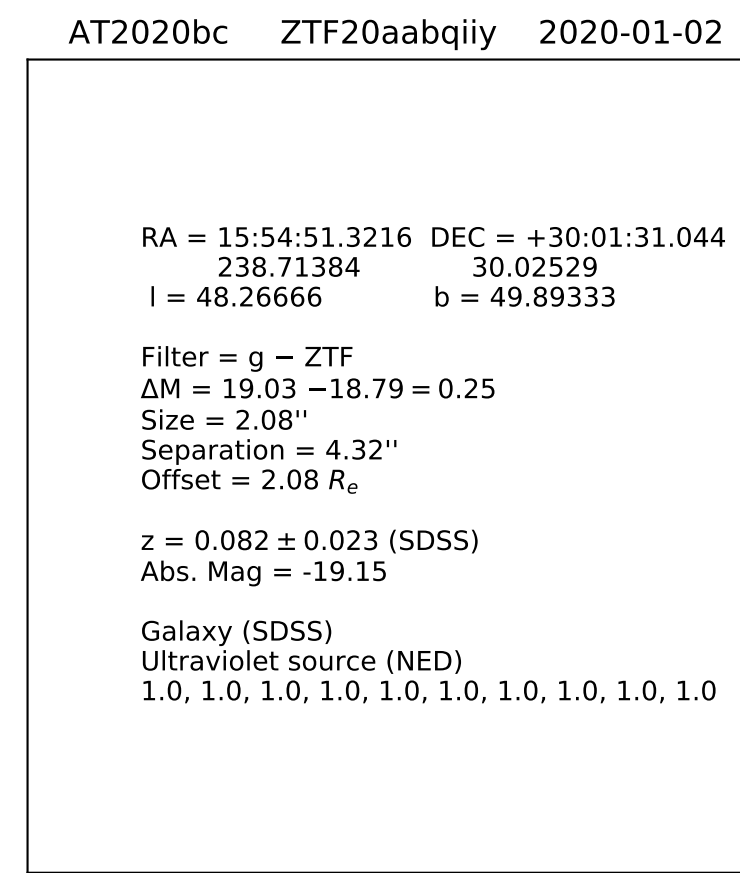 AT2020bc ZTF20aabqiiy 2020-01-02
RA = 15:54:51.3216 DEC = +30:01:31.044
238.71384 30.02529
l = 48.26666 b = 49.89333
Filter = g − ZTF
ΔM = 19.03 −18.79 = 0.25
Size = 2.08''
Separation = 4.32''
Offset = 2.08 Rₑ
z = 0.082 ± 0.023 (SDSS)
Abs. Mag = -19.15
Galaxy (SDSS)
Ultraviolet source (NED)
1.0, 1.0, 1.0, 1.0, 1.0, 1.0, 1.0, 1.0, 1.0, 1.0